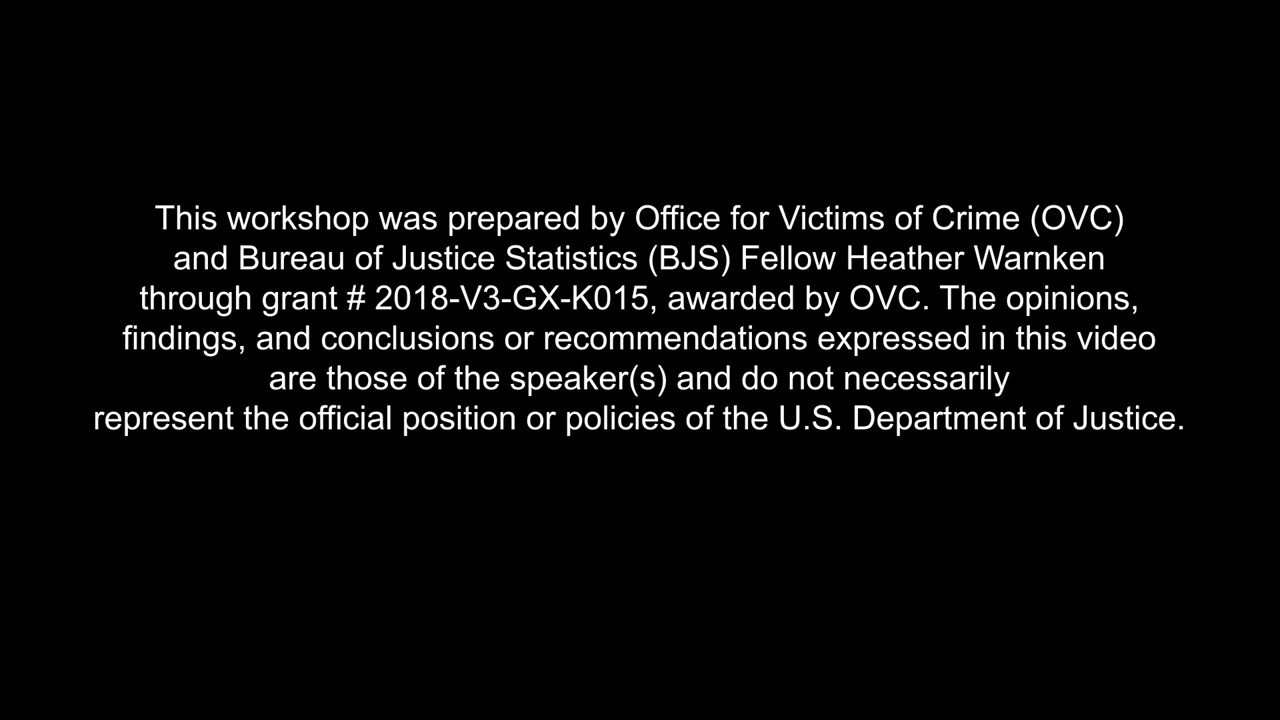 This workshop was prepared by Office for Victims of Crime (OVC)
and Bureau of Justice Statistics (BJS) Fellow Heather Warnken
through grant # 2018-V3-GX-K015, awarded by OVC. The opinions,
findings, and conclusions or recommendations expressed in this video
are those of the speaker(s) and do not necessarily
represent the official position or policies of the U.S. Department of Justice.